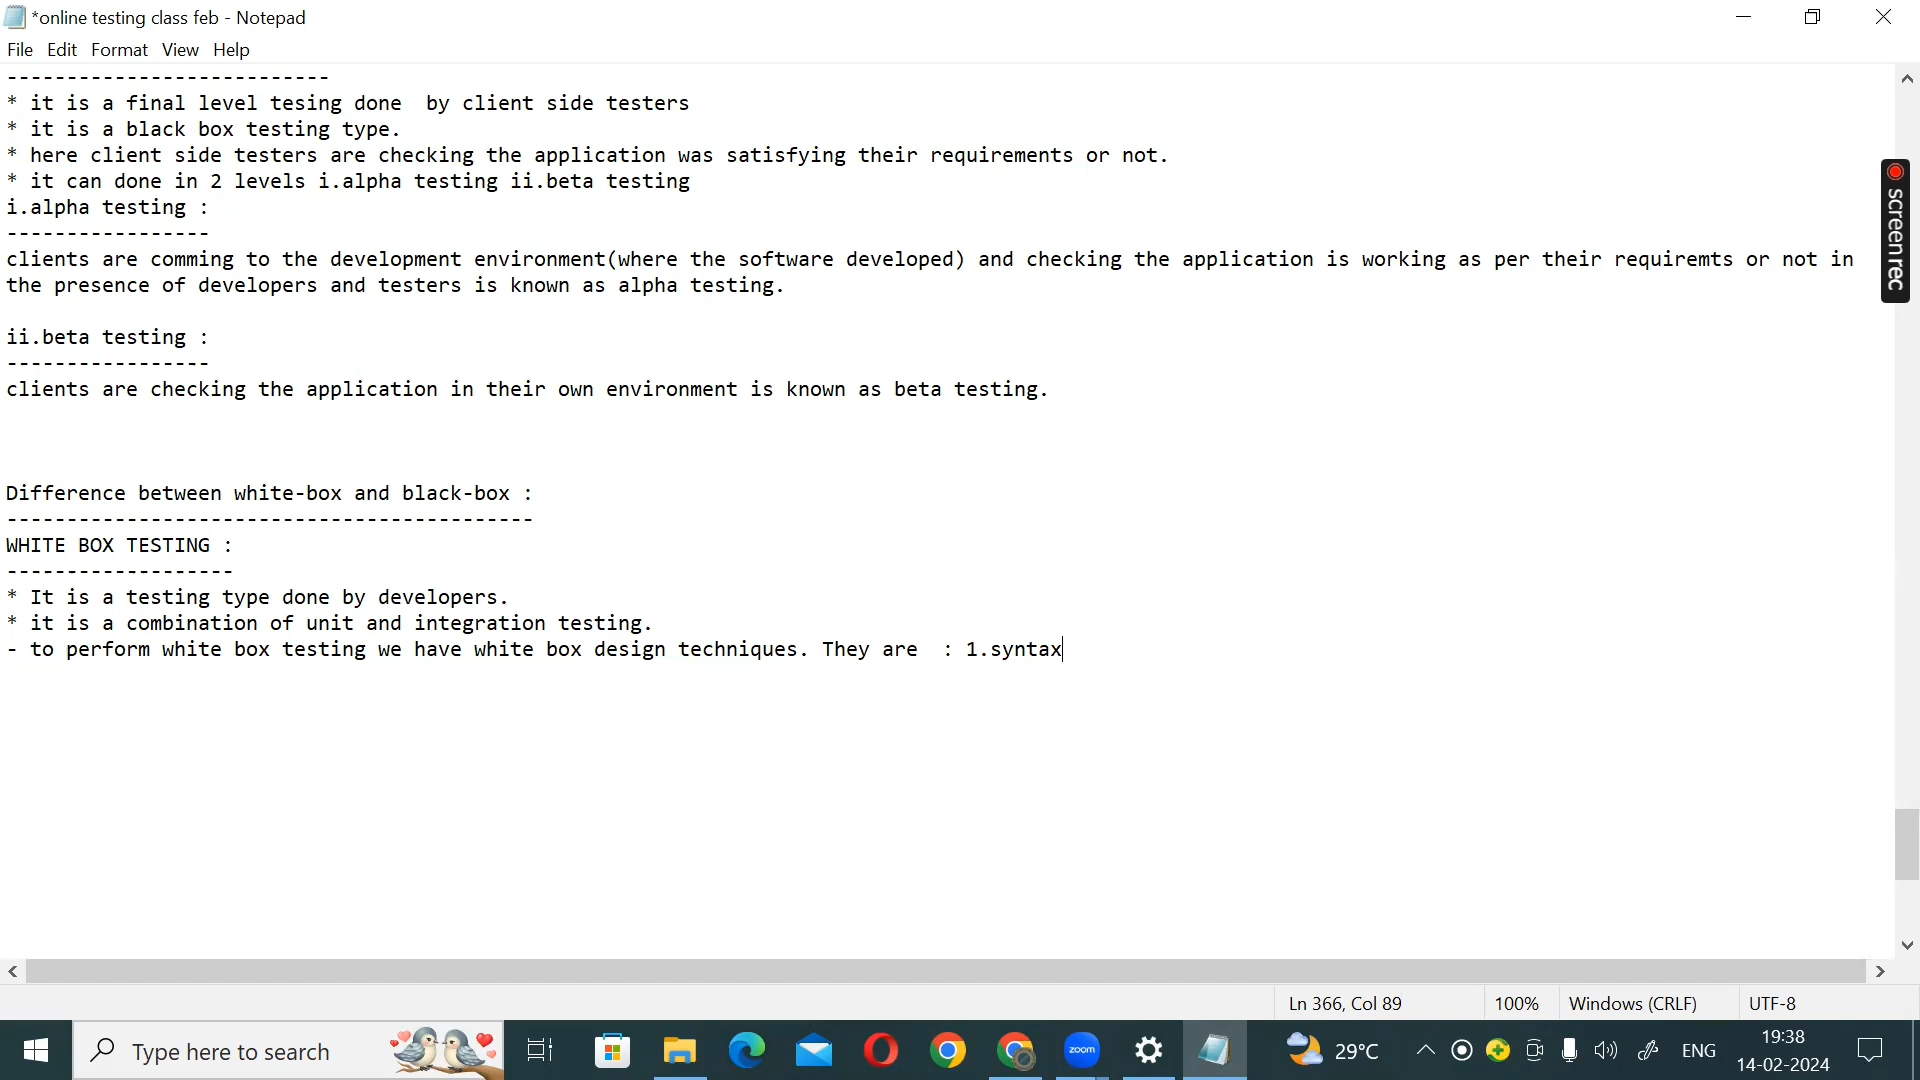 *online testing class feb - Notepad
File Edit Format View Help
---------------------------
* it is a final level tesing done  by client side testers
* it is a black box testing type.
* here client side testers are checking the application was satisfying their requirements or not.
* it can done in 2 levels i.alpha testing ii.beta testing
i.alpha testing :
-----------------
clients are comming to the development environment(where the software developed) and checking the application is working as per their requiremts or not in
the presence of developers and testers is known as alpha testing.
ii.beta testing :
-----------------
clients are checking the application in their own environment is known as beta testing.
Difference between white-box and black-box :
--------------------------------------------
WHITE BOX TESTING :
-------------------
* It is a testing type done by developers.
* it is a combination of unit and integration testing.
- to perform white box testing we have white box design techniques. They are  : 1.syntax
screenrec
Ln 366, Col 89
100%
Windows (CRLF)
UTF-8
Type here to search
zoom
29°C
ENG
19:38
14-02-2024